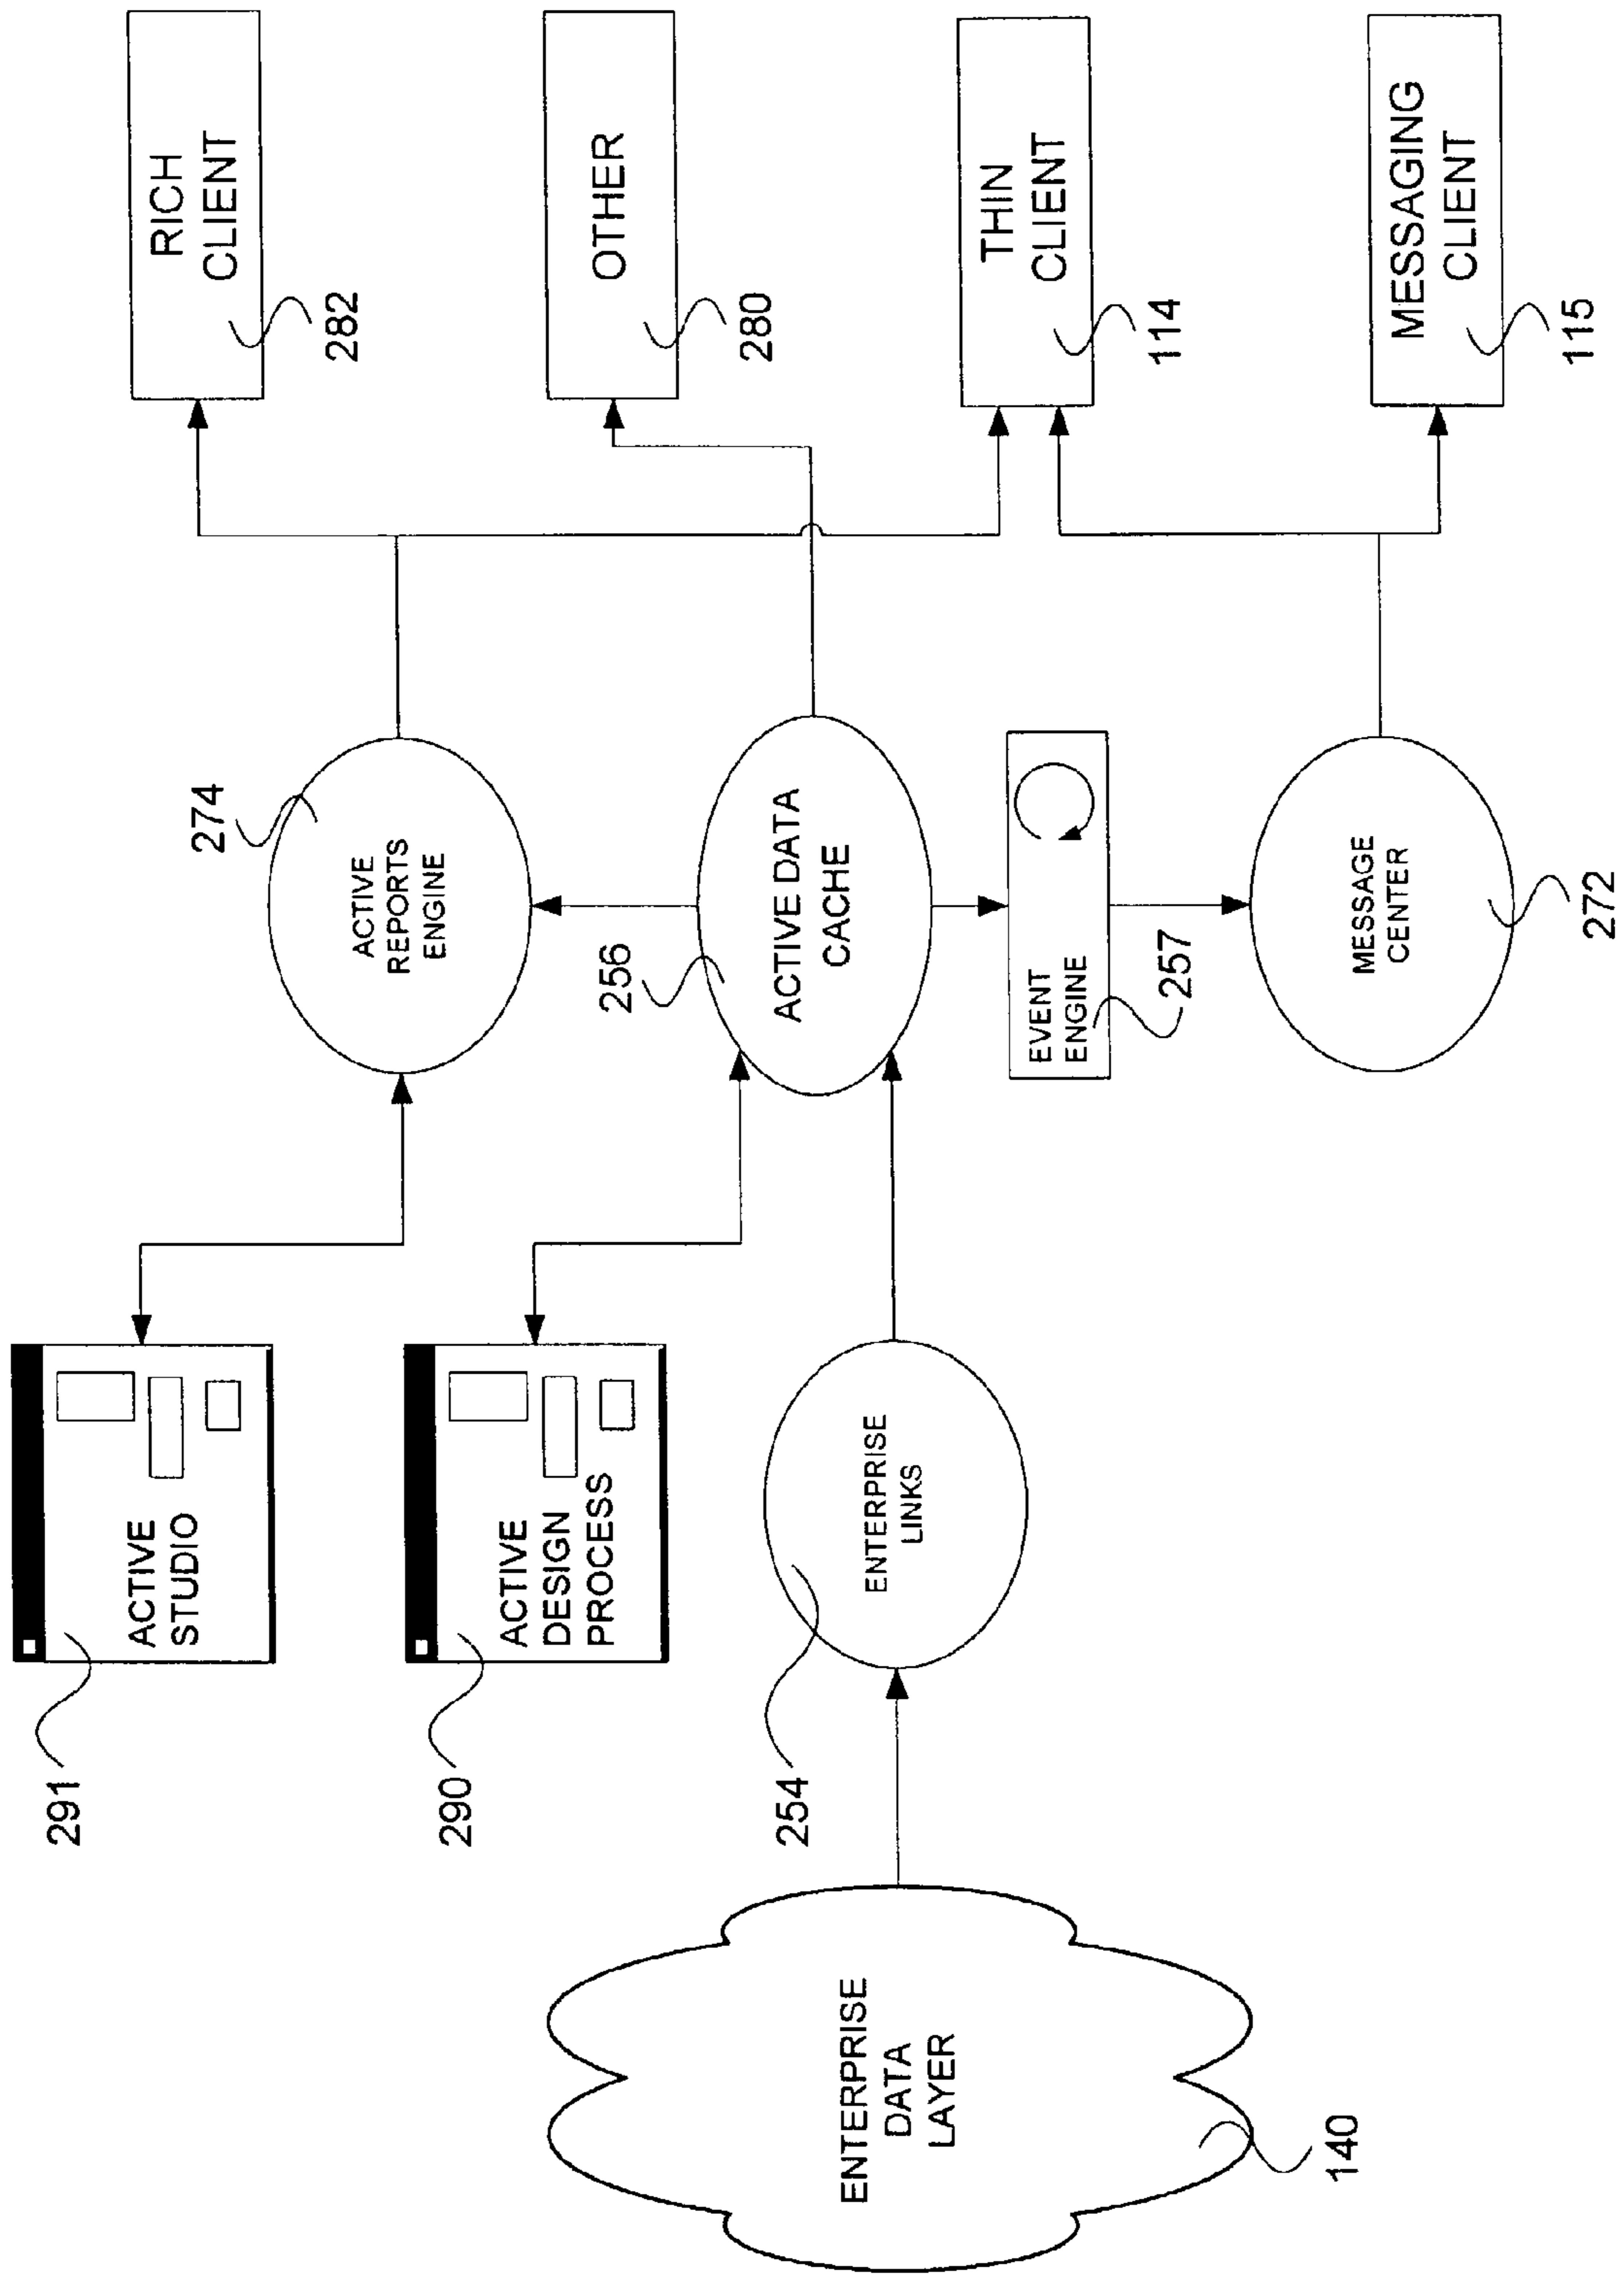 291
ACTIVE
STUDIO
274
ACTIVE
REPORTS
ENGINE
RICH
CLIENT
282
290
ACTIVE
DESIGN
PROCESS
256
ACTIVE DATA
CACHE
OTHER
280
ENTERPRISE
DATA
LAYER
140
254
ENTERPRISE
LINKS
EVENT
ENGINE
257
THIN
CLIENT
114
MESSAGE
CENTER
272
MESSAGING
CLIENT
115